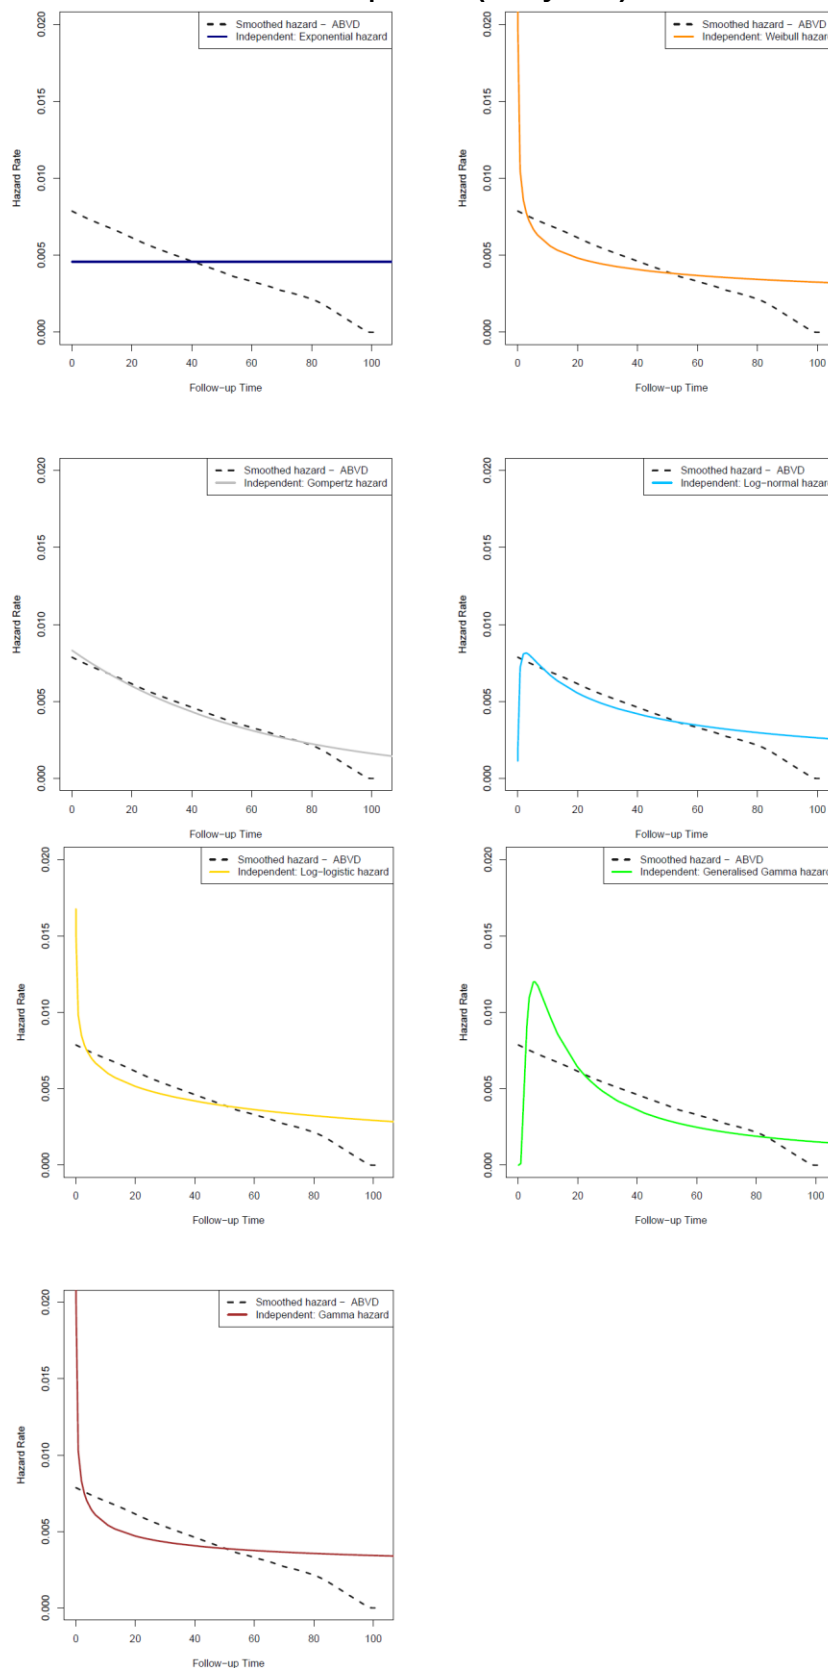 Smoothed hazard - ABVD
Independent: Exponential hazard
0.020
0.015
0.010
0.005
0.000
Hazard Rate
0 20 40 60 80 100
Follow-up Time
Smoothed hazard - ABVD
Independent: Weibull hazard
0.020
0.015
0.010
0.005
0.000
Hazard Rate
0 20 40 60 80 100
Follow-up Time
Smoothed hazard - ABVD
Independent: Gompertz hazard
0.020
0.015
0.010
0.005
0.000
Hazard Rate
0 20 40 60 80 100
Follow-up Time
Smoothed hazard - ABVD
Independent: Log-normal hazard
0.020
0.015
0.010
0.005
0.000
Hazard Rate
0 20 40 60 80 100
Follow-up Time
Smoothed hazard - ABVD
Independent: Log-logistic hazard
0.020
0.015
0.010
0.005
0.000
Hazard Rate
0 20 40 60 80 100
Follow-up Time
Smoothed hazard - ABVD
Independent: Generalised Gamma hazard
0.020
0.015
0.010
0.005
0.000
Hazard Rate
0 20 40 60 80 100
Follow-up Time
Smoothed hazard - ABVD
Independent: Gamma hazard
0.020
0.015
0.010
0.005
0.000
Hazard Rate
0 20 40 60 80 100
Follow-up Time